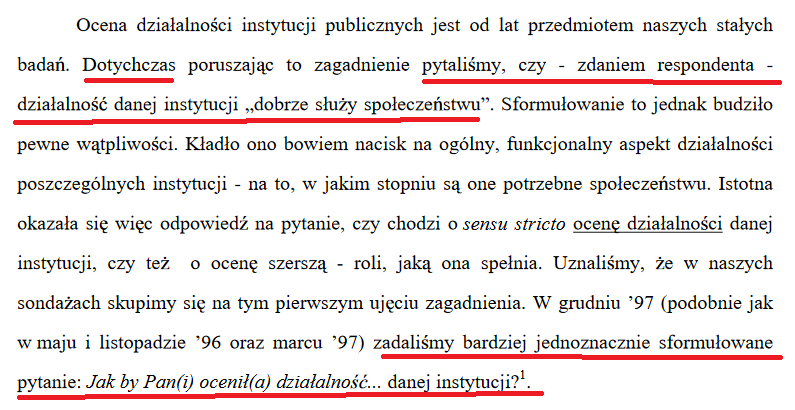 Ocena działalności instytucji publicznych jest od lat przedmiotem naszych stałych
badań. Dotychczas poruszając to zagadnienie pytaliśmy, czy - zdaniem respondenta -
działalność danej instytucji „dobrze służy społeczeństwu”. Sformułowanie to jednak budziło
pewne wątpliwości. Kładło ono bowiem nacisk na ogólny, funkcjonalny aspekt działalności
poszczególnych instytucji - na to, w jakim stopniu są one potrzebne społeczeństwu. Istotna
okazała się więc odpowiedź na pytanie, czy chodzi o sensu stricto ocenę działalności danej
instytucji, czy też o ocenę szerszą - roli, jaką ona spełnia. Uznaliśmy, że w naszych
sondażach skupimy się na tym pierwszym ujęciu zagadnienia. W grudniu ’97 (podobnie jak
w maju i listopadzie ’96 oraz marcu ’97) zadaliśmy bardziej jednoznacznie sformułowane
pytanie: Jak by Pan(i) ocenił(a) działalność... danej instytucji?1.